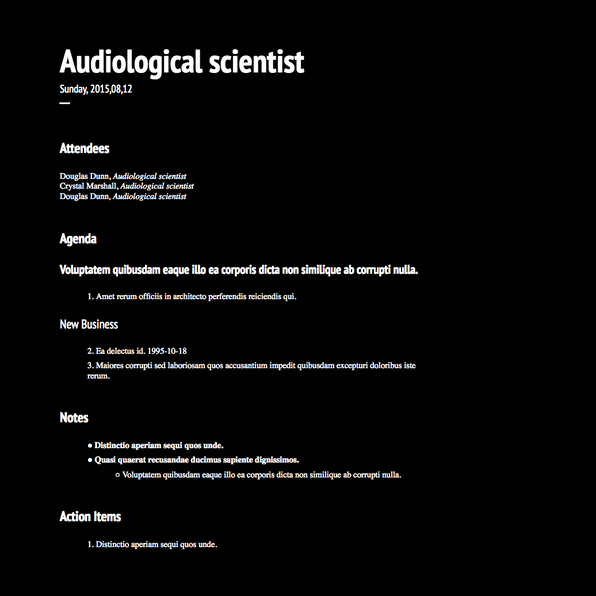 Audiological scientist
Sunday, 2015,08,12
Attendees
Douglas Dunn, Audiological scientist
Crystal Marshall, Audiological scientist
Douglas Dunn, Audiological scientist
Agenda
Voluptatem quibusdam eaque illo ea corporis dicta non similique ab corrupti nulla.
1. Amet rerum officiis in architecto perferendis reiciendis qui.
New Business
2. Ea delectus id. 1995-10-18
3. Maiores corrupti sed laboriosam quos accusantium impedit quibusdam excepturi doloribus iste
rerum.
Notes
● Distinctio aperiam sequi quos unde.
● Quasi quaerat recusandae ducimus sapiente dignissimos.
○ Voluptatem quibusdam eaque illo ea corporis dicta non similique ab corrupti nulla.
Action Items
1. Distinctio aperiam sequi quos unde.